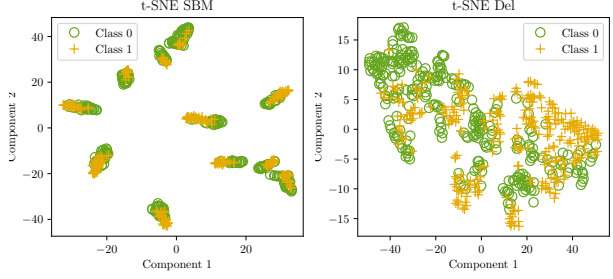 t-SNE SBM
Class 0
Class 1
40
20
0
−20
−40
−20
0
20
Component 2
Component 1
t-SNE Del
Class 0
Class 1
15
10
5
0
−5
−10
−15
−40
−20
0
20
40
Component 2
Component 1